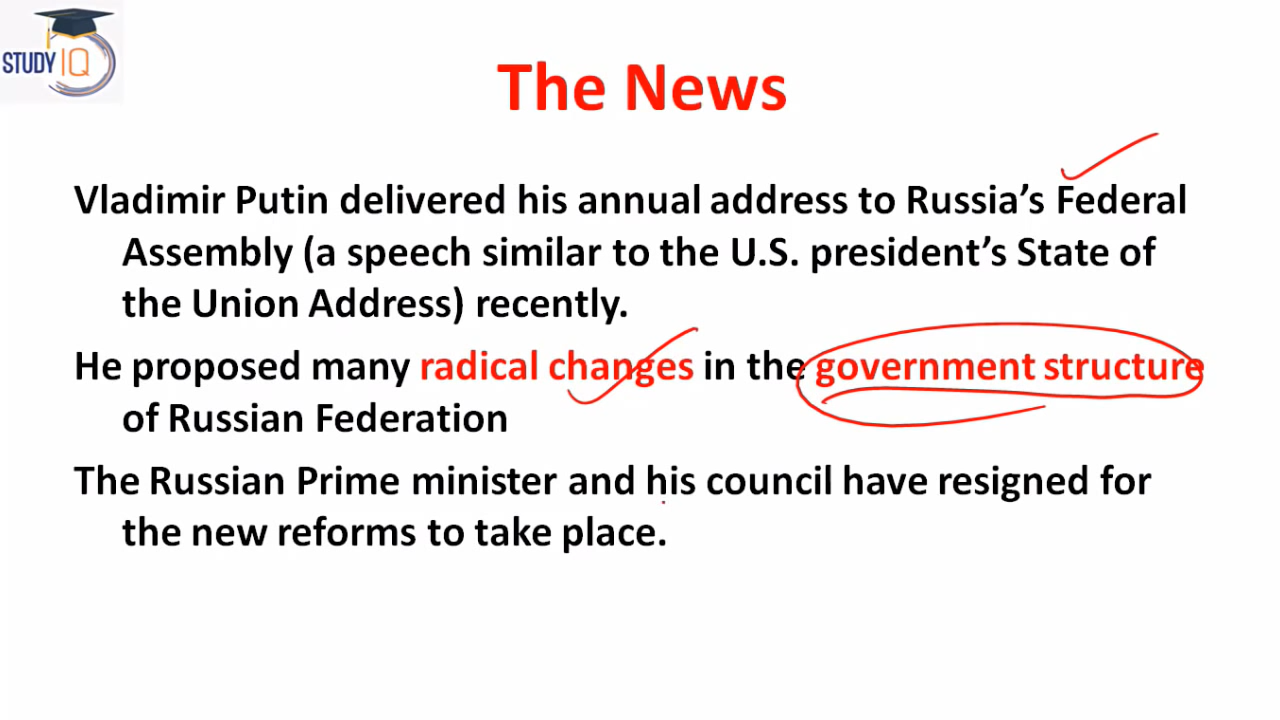 STUDY IQ
The News
Vladimir Putin delivered his annual address to Russia’s Federal
Assembly (a speech similar to the U.S. president’s State of
the Union Address) recently.
He proposed many radical changes in the government structure
of Russian Federation
The Russian Prime minister and his council have resigned for
the new reforms to take place.